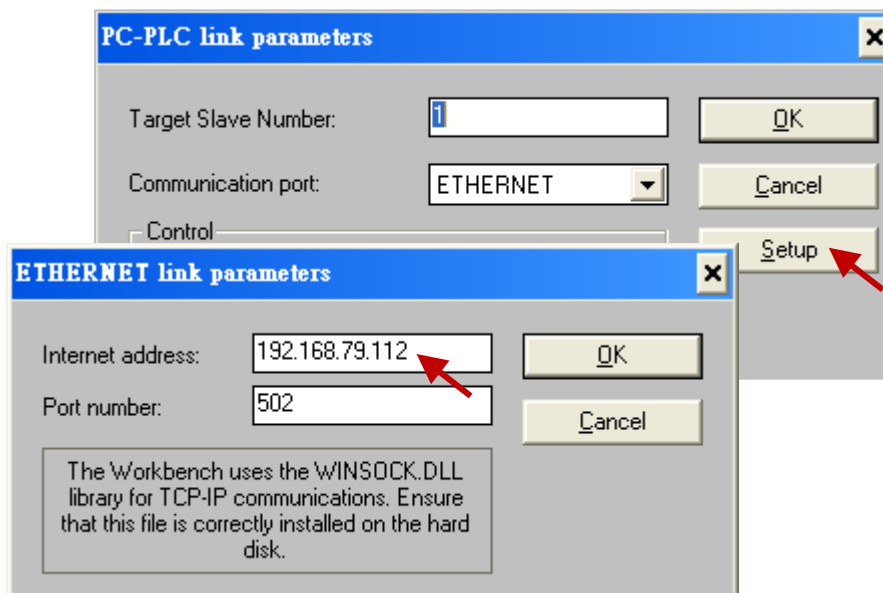 PC-PLC link parameters
Target Slave Number: 1 OK
Communication port: ETHERNET Cancel
Control
Setup
ETHERNET link parameters
Internet address: 192.168.79.112 OK
Port number: 502
Cancel
The Workbench uses the WINSOCK.DLL
library for TCP-IP communications. Ensure
that this file is correctly installed on the hard
disk.